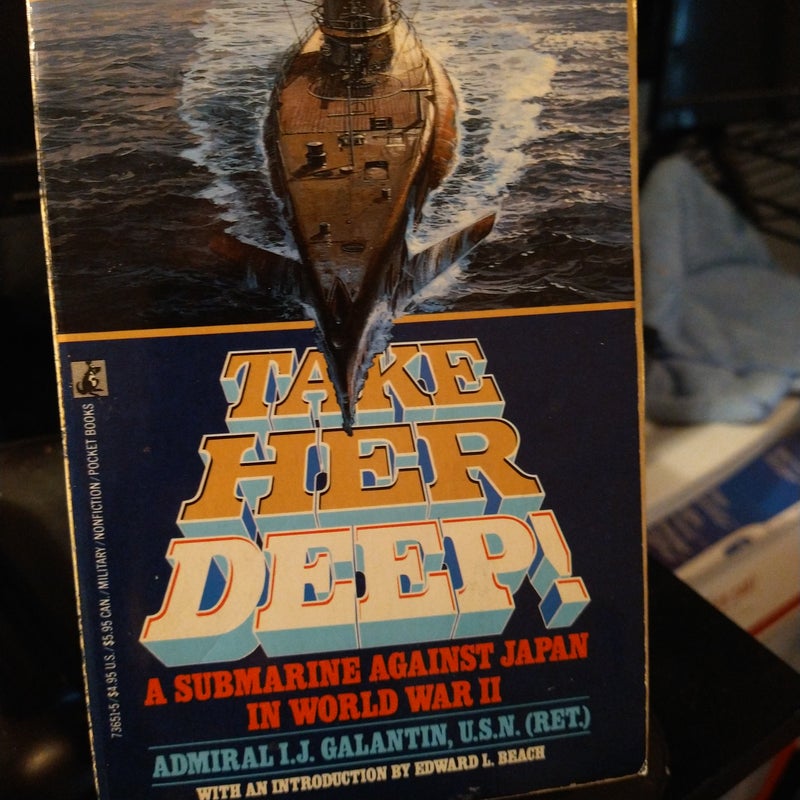 TAKE
HER
DEEP!
A SUBMARINE AGAINST JAPAN
IN WORLD WAR II
ADMIRAL I.J. GALANTIN, U.S.N. (RET.)
WITH AN INTRODUCTION BY EDWARD L. BEACH
73651-5/$4.95 U.S./$5.95 CAN./MILITARY/NONFICTION/POCKET BOOKS